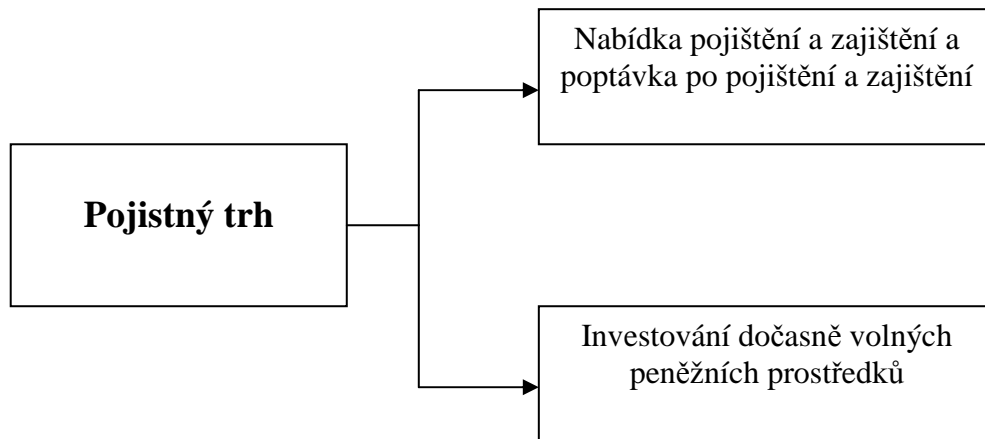 Nabídka pojištění a zajištění a
poptávka po pojištění a zajištění
Pojistný trh
Investování dočasně volných
peněžních prostředků